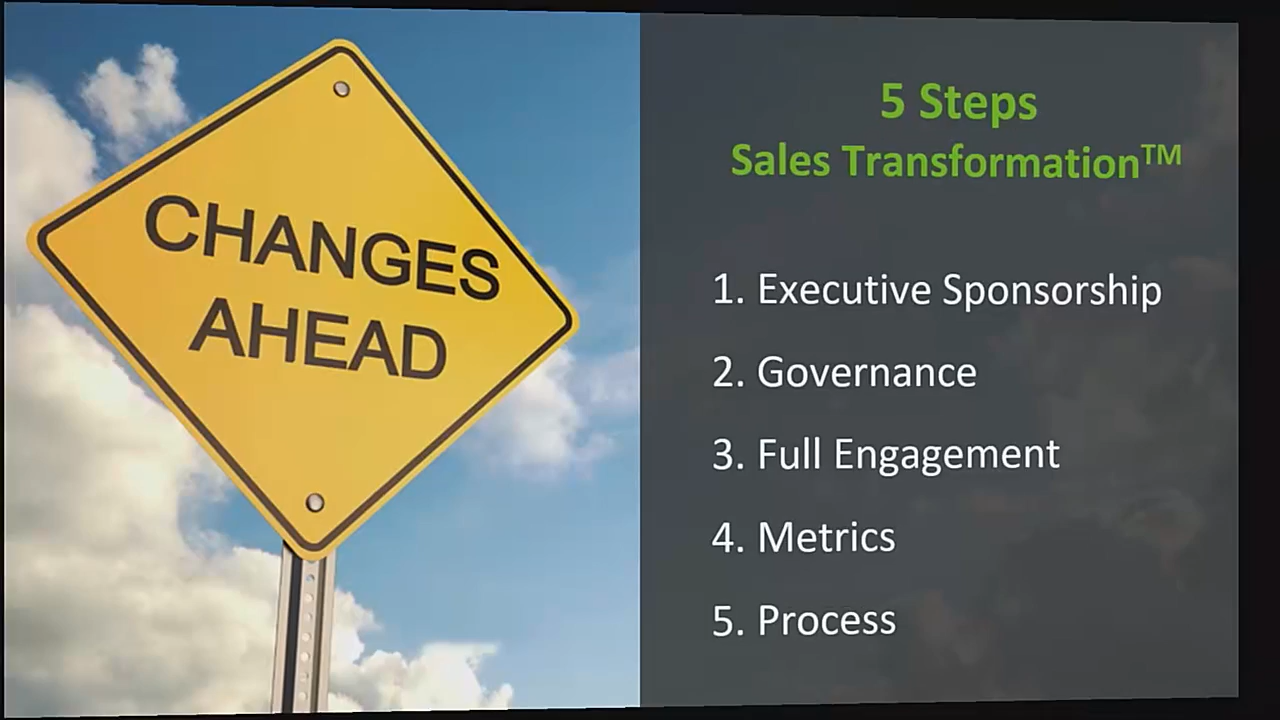 CHANGES
AHEAD
5 Steps
Sales Transformation™
1. Executive Sponsorship
2. Governance
3. Full Engagement
4. Metrics
5. Process